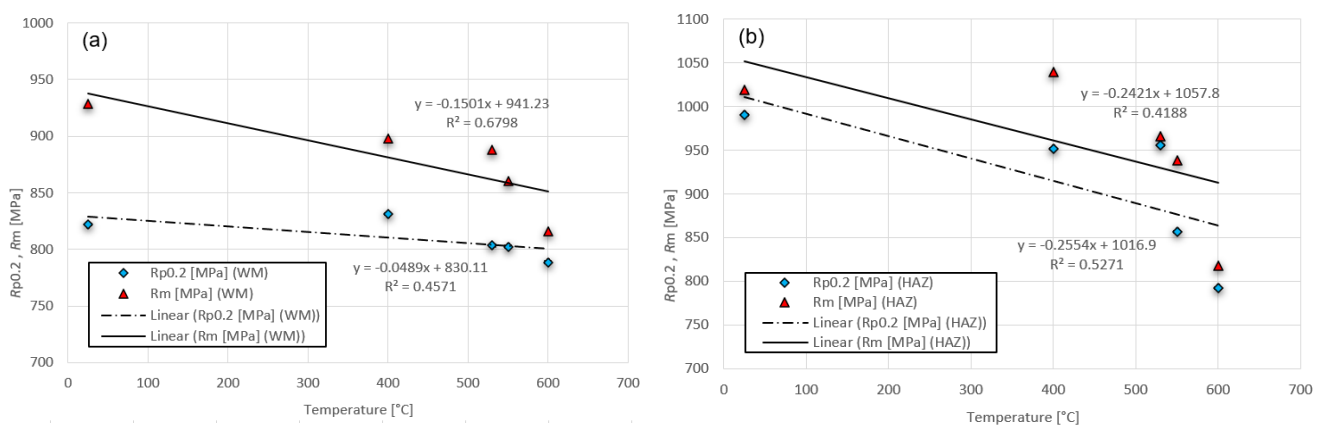 (a)
1000
950
900
850
800
750
700
Rp0.2 , Rm [MPa]
y = -0.1501x + 941.23
R² = 0.6798
y = -0.0489x + 830.11
R² = 0.4571
Rp0.2 [MPa] (WM)
Rm [MPa] (WM)
Linear (Rp0.2 [MPa] (WM))
Linear (Rm [MPa] (WM))
0 100 200 300 400 500 600 700
Temperature [°C]
(b)
1100
1050
1000
950
900
850
800
750
700
Rp0.2 , Rm [MPa]
y = -0.2421x + 1057.8
R² = 0.4188
y = -0.2554x + 1016.9
R² = 0.5271
Rp0.2 [MPa] (HAZ)
Rm [MPa] (HAZ)
Linear (Rp0.2 [MPa] (HAZ))
Linear (Rm [MPa] (HAZ))
0 100 200 300 400 500 600 700
Temperature [°C]